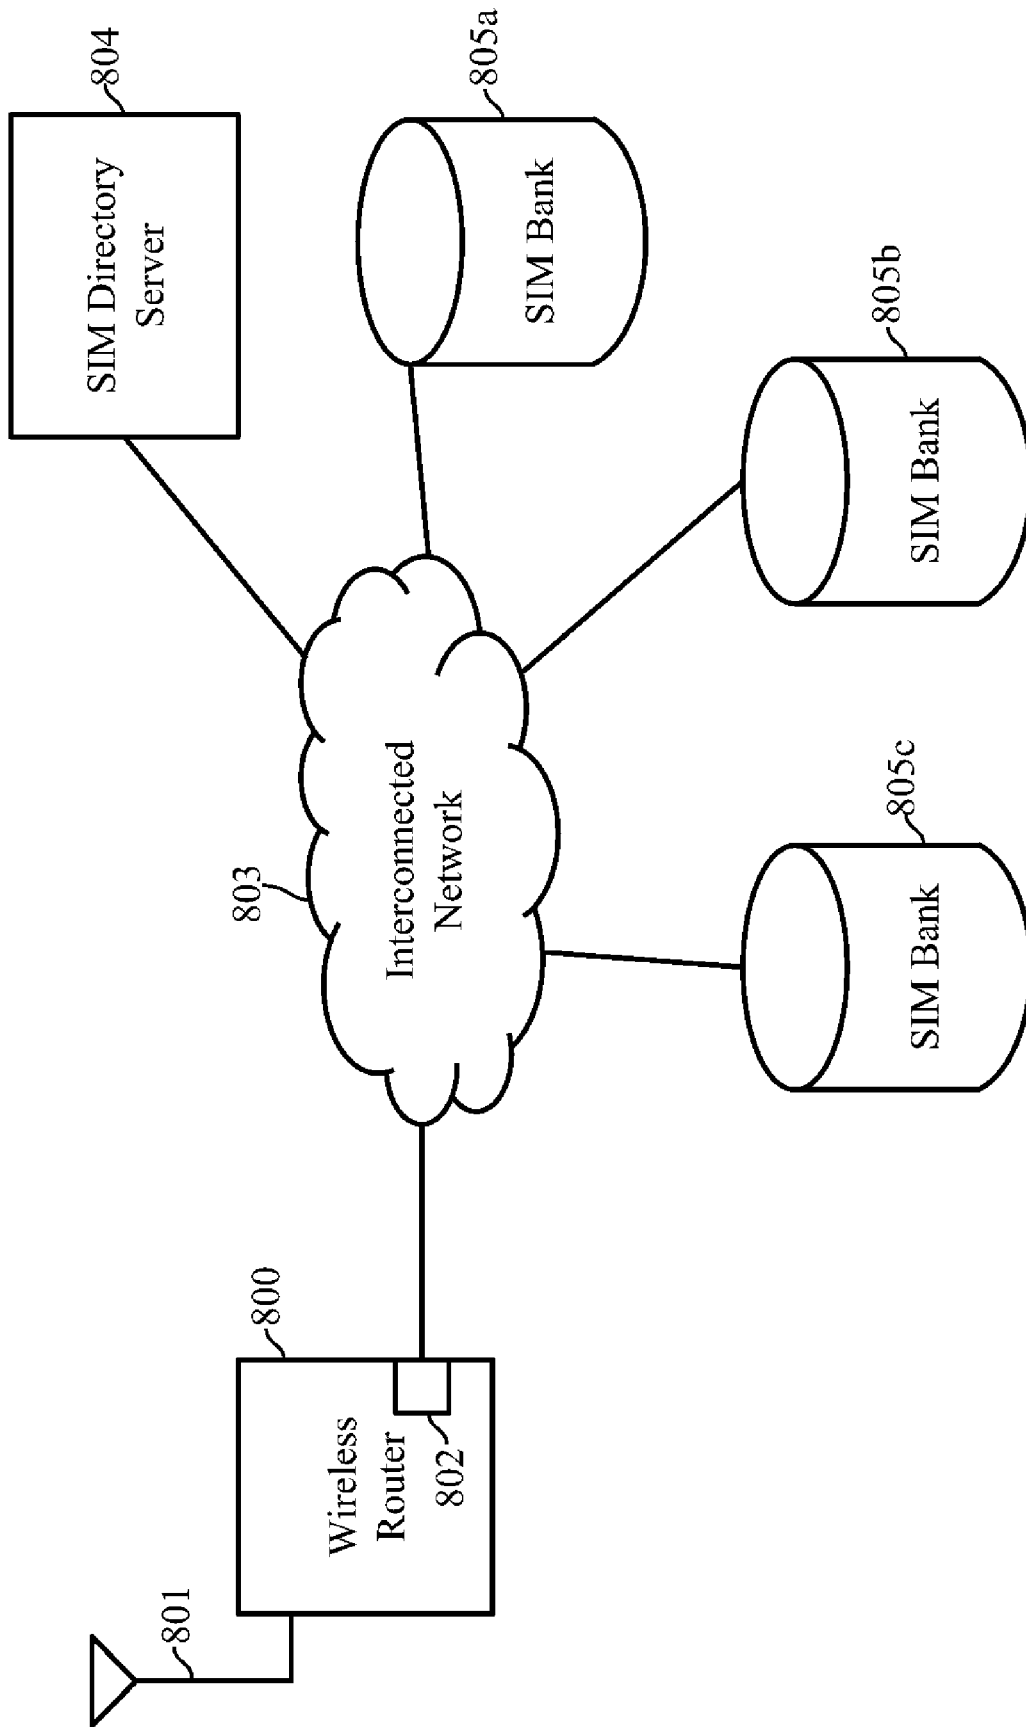 801
Wireless
Router
800
802
803
Interconnected
Network
SIM Directory
Server
804
SIM Bank
805a
SIM Bank
805b
SIM Bank
805c